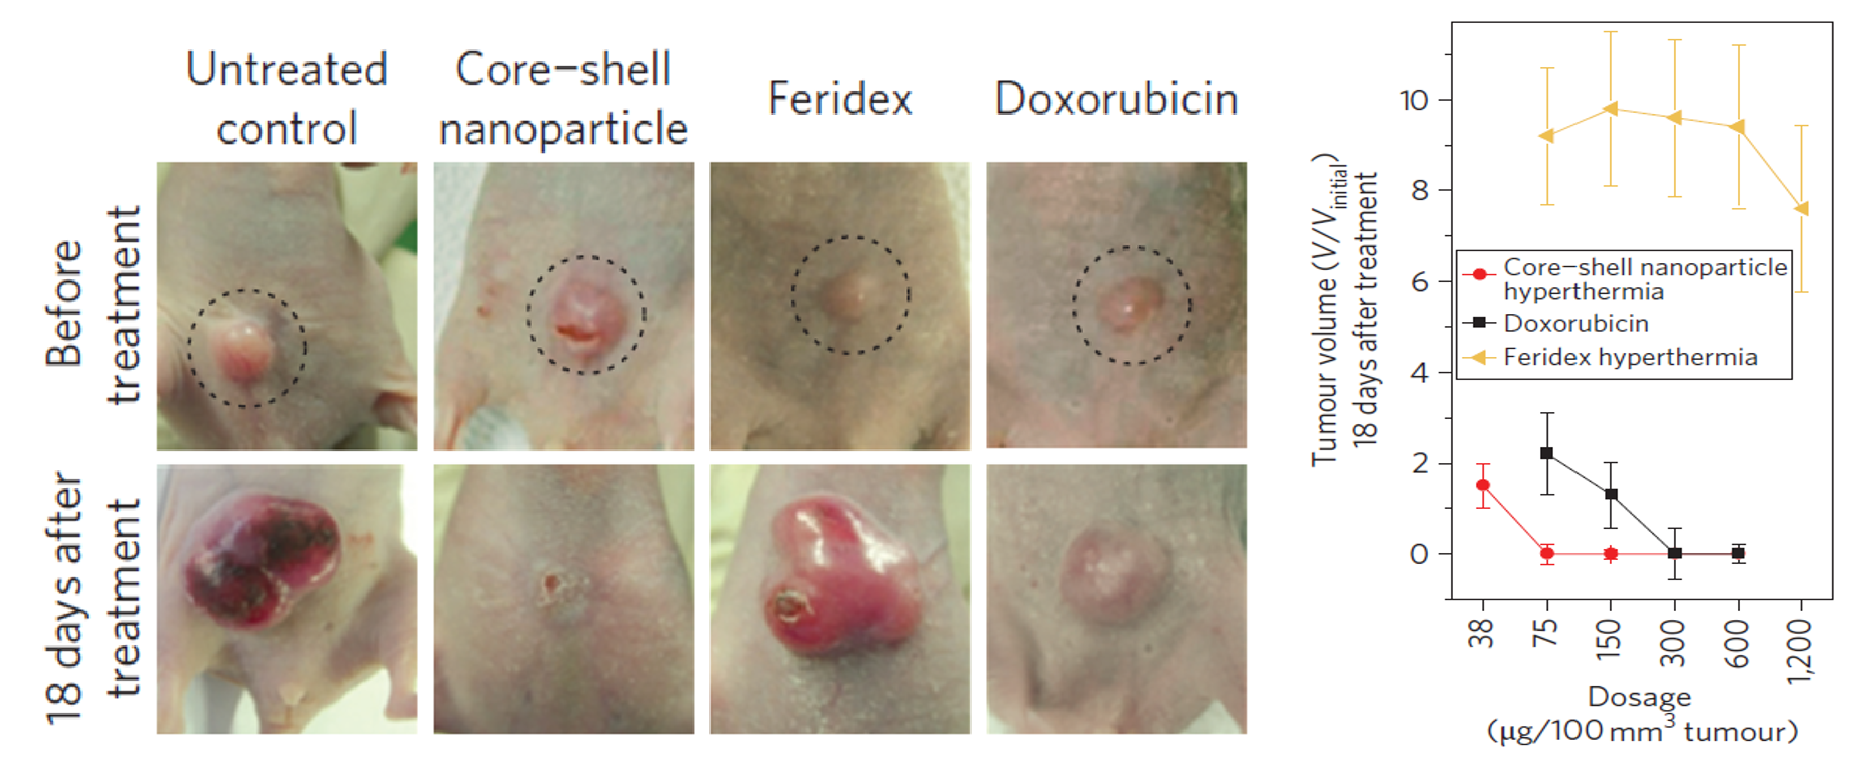 Untreated
control
Core–shell
nanoparticle
Feridex
Doxorubicin
Before
treatment
18 days after
treatment
Tumour volume (V/Vinitial)
18 days after treatment
10
8
6
4
2
0
Core–shell nanoparticle
hyperthermia
Doxorubicin
Feridex hyperthermia
38
75
150
300
600
1,200
Dosage
(μg/100 mm³ tumour)